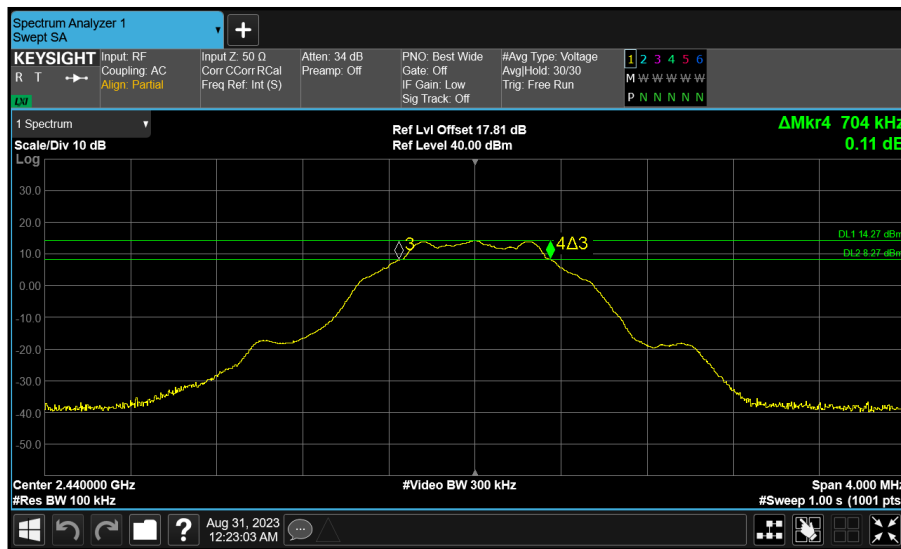 Spectrum Analyzer 1
Swept SA
KEYSIGHT
R T
LXI
Input: RF
Coupling: AC
Align: Partial
Input Z: 50 Ω
Corr CCorr RCal
Freq Ref: Int (S)
Atten: 34 dB
Preamp: Off
PNO: Best Wide
Gate: Off
IF Gain: Low
Sig Track: Off
#Avg Type: Voltage
Avg|Hold: 30/30
Trig: Free Run
1 2 3 4 5 6
M W W W W W
P N N N N N
1 Spectrum
Scale/Div 10 dB
Ref Lvl Offset 17.81 dB
Ref Level 40.00 dBm
ΔMkr4 704 kHz
0.11 dB
Log
30.0
20.0
10.0
0.00
-10.0
-20.0
-30.0
-40.0
-50.0
3
4Δ3
DL1 14.27 dBm
DL2 8.27 dBm
Center 2.440000 GHz
#Res BW 100 kHz
#Video BW 300 kHz
Span 4.000 MHz
#Sweep 1.00 s (1001 pts
?
Aug 31, 2023
12:23:03 AM